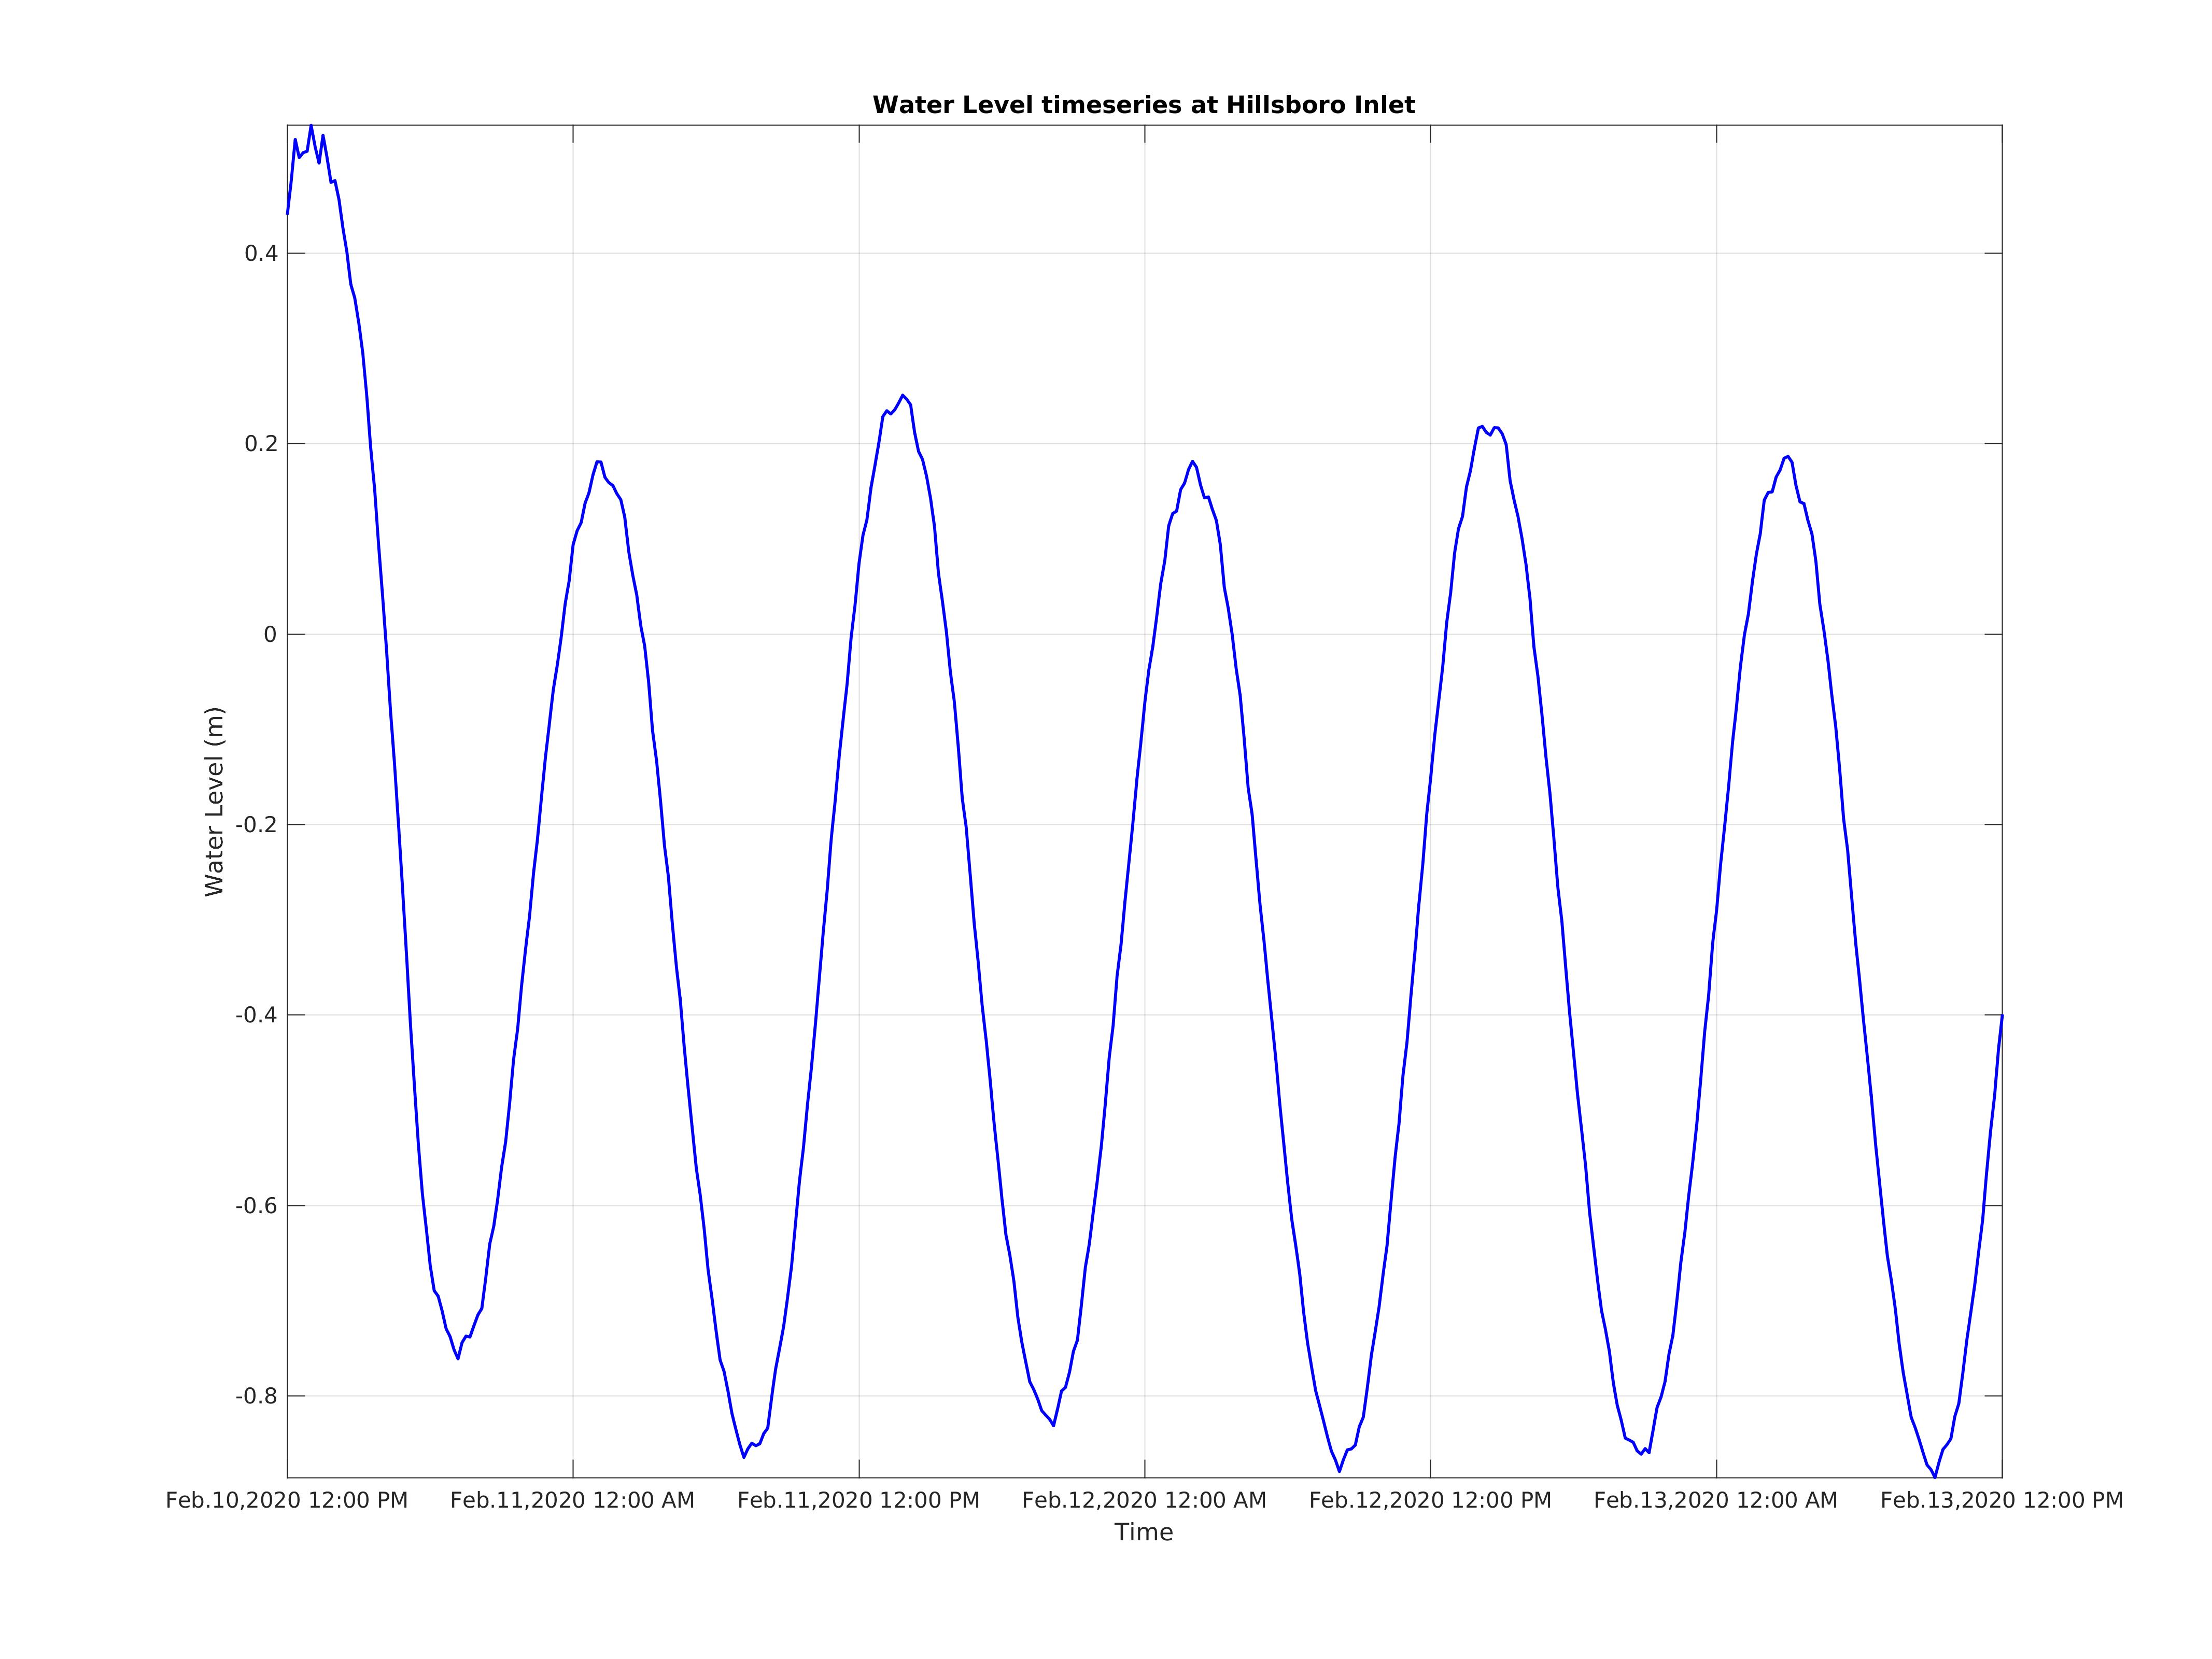 Water Level timeseries at Hillsboro Inlet
0.4
0.2
0
-0.2
-0.4
-0.6
-0.8
Water Level (m)
Feb.10,2020 12:00 PM
Feb.11,2020 12:00 AM
Feb.11,2020 12:00 PM
Feb.12,2020 12:00 AM
Feb.12,2020 12:00 PM
Feb.13,2020 12:00 AM
Feb.13,2020 12:00 PM
Time